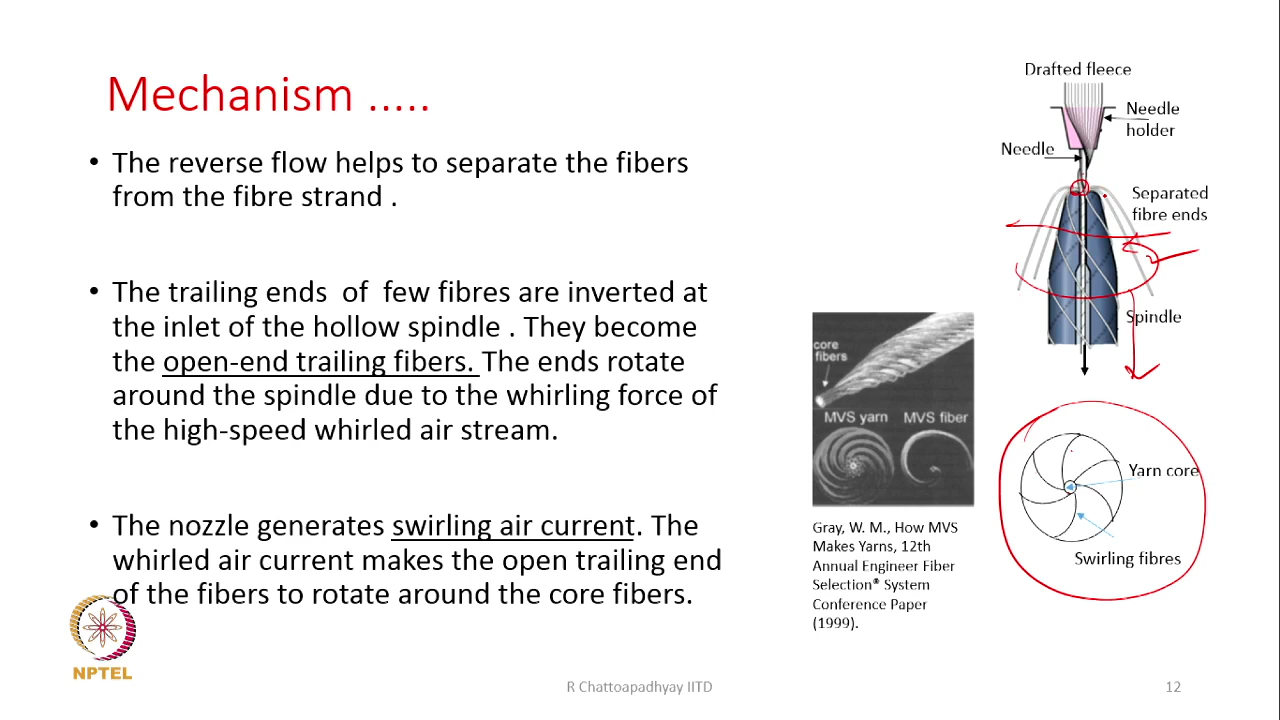 Mechanism .....
• The reverse flow helps to separate the fibers
from the fibre strand .
• The trailing ends of few fibres are inverted at
the inlet of the hollow spindle . They become
the open-end trailing fibers. The ends rotate
around the spindle due to the whirling force of
the high-speed whirled air stream.
• The nozzle generates swirling air current. The
whirled air current makes the open trailing end
of the fibers to rotate around the core fibers.
Drafted fleece
Needle
holder
Needle
Separated
fibre ends
Spindle
core
fibers
MVS yarn
MVS fiber
Yarn core
Swirling fibres
Gray, W. M., How MVS
Makes Yarns, 12th
Annual Engineer Fiber
Selection® System
Conference Paper
(1999).
NPTEL
R Chattoapadhyay IITD
12